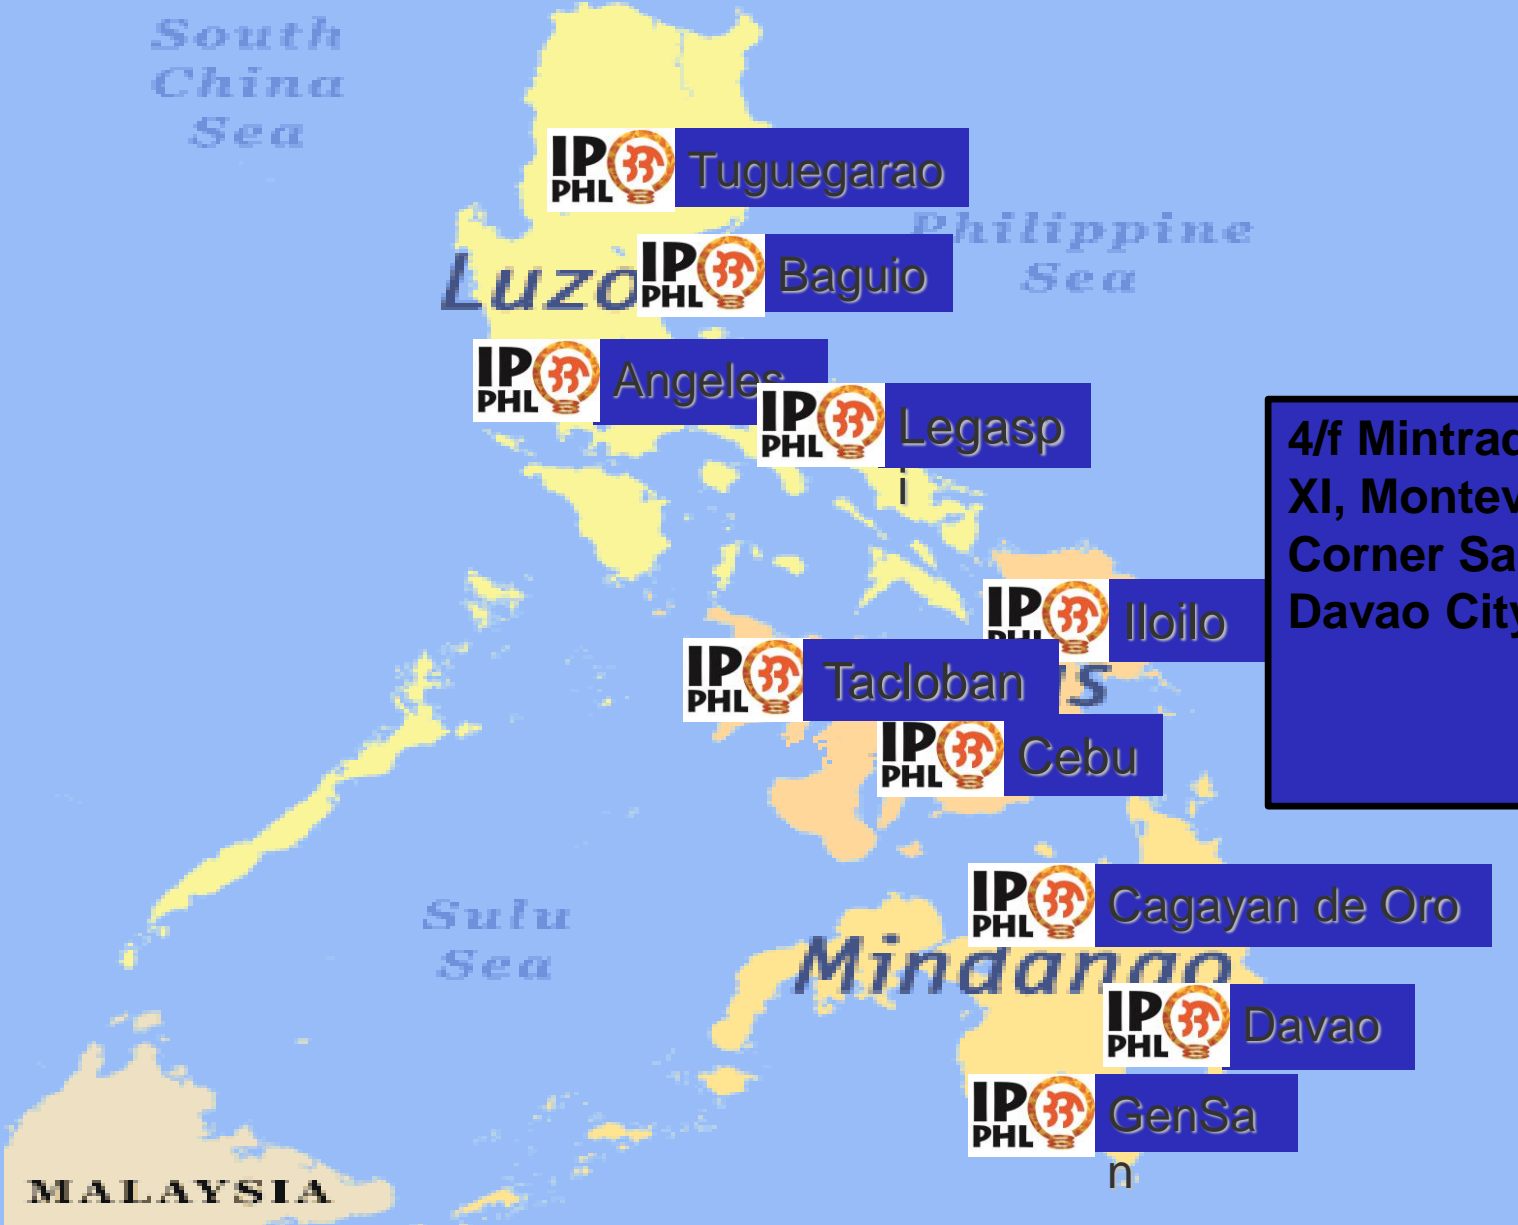 South
China
Sea
IP
PHL
Tuguegarao
Philippine
Sea
Luzo
IP
PHL
Baguio
IP
PHL
Angeles
IP
PHL
Legasp
i
4/f Mintrad
XI, Montev
Corner Sa
Davao City
IP
PHL
Iloilo
IP
PHL
Tacloban
s
IP
PHL
Cebu
IP
PHL
Cagayan de Oro
Sulu
Sea
Mindanao
IP
PHL
Davao
IP
PHL
GenSa
n
MALAYSIA